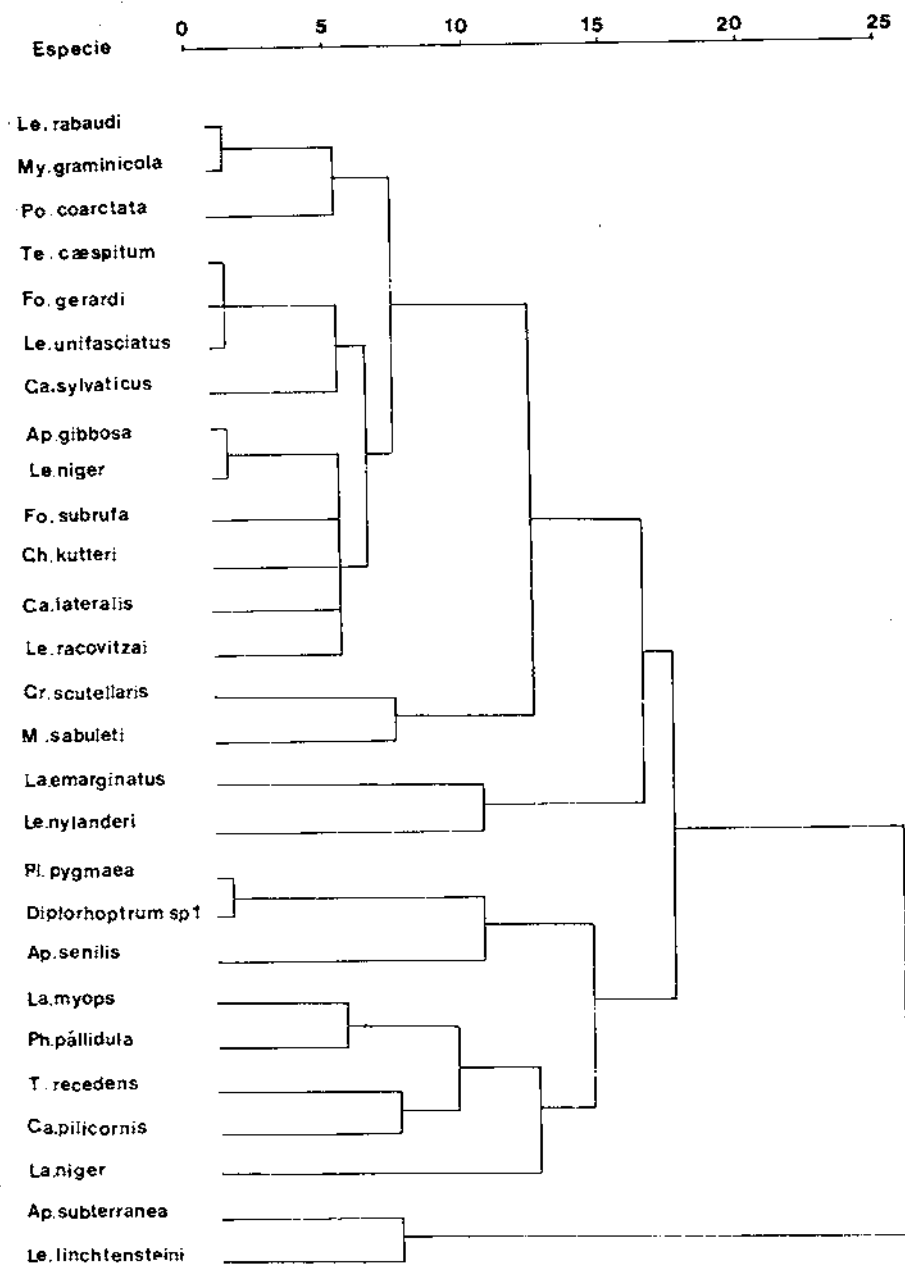 0 5 10 15 20 25
Especie
Le. rabaudi
My. graminicola
Po. coarctata
Te. cæspitum
Fo. gerardi
Le. unifasciatus
Ca. sylvaticus
Ap. gibbosa
Le. niger
Fo. subrufa
Ch. kutteri
Ca. lateralis
Le. racovitzai
Cr. scutellaris
M. sabuleti
La. emarginatus
Le. nylanderi
Pl. pygmaea
Diplorhoptrum sp1
Ap. senilis
La. myops
Ph. pállidula
T. recedens
Ca. pilicornis
La. niger
Ap. subterranea
Le. linchtensteini